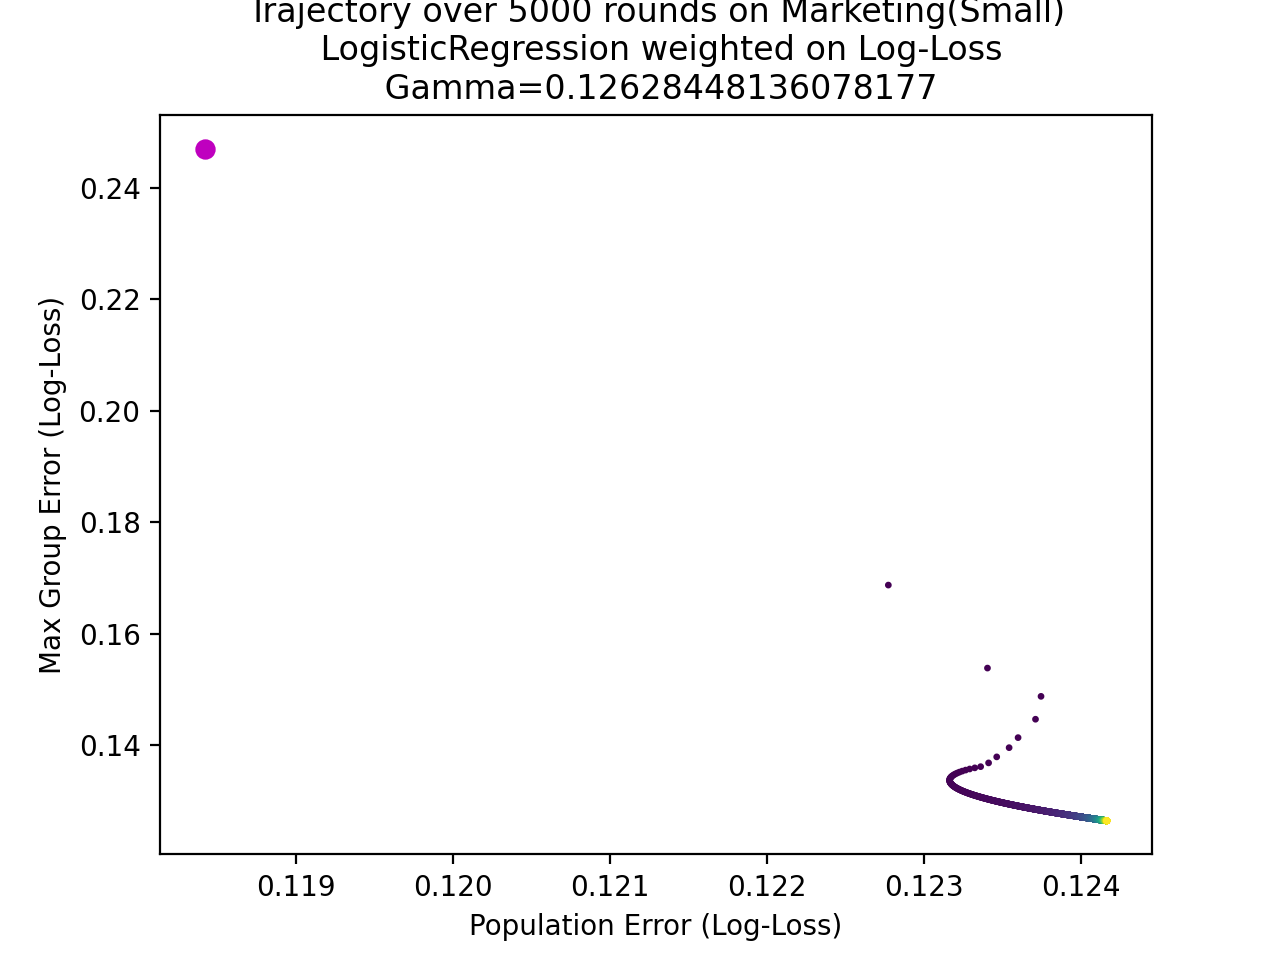 Trajectory over 5000 rounds on Marketing(Small)
LogisticRegression weighted on Log-Loss
Gamma=0.12628448136078177
0.24
0.22
0.20
0.18
0.16
0.14
Max Group Error (Log-Loss)
0.119 0.120 0.121 0.122 0.123 0.124
Population Error (Log-Loss)